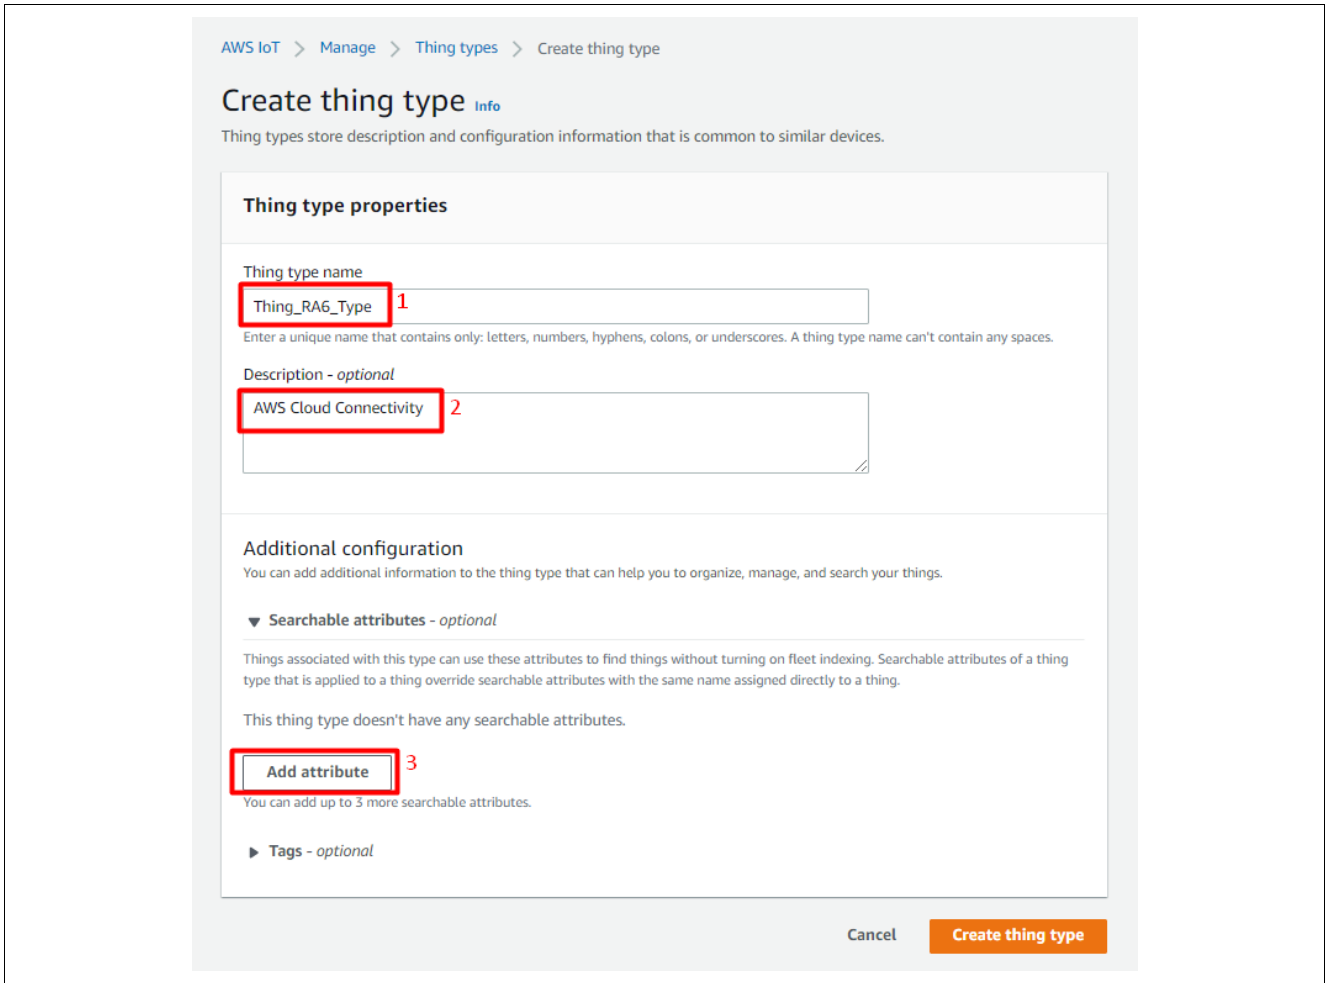 AWS IoT > Manage > Thing types > Create thing type
Create thing type Info
Thing types store description and configuration information that is common to similar devices.
Thing type properties
Thing type name
Thing_RA6_Type 1
Enter a unique name that contains only: letters, numbers, hyphens, colons, or underscores. A thing type name can't contain any spaces.
Description - optional
AWS Cloud Connectivity 2
Additional configuration
You can add additional information to the thing type that can help you to organize, manage, and search your things.
Searchable attributes - optional
Things associated with this type can use these attributes to find things without turning on fleet indexing. Searchable attributes of a thing
type that is applied to a thing override searchable attributes with the same name assigned directly to a thing.
This thing type doesn't have any searchable attributes.
Add attribute 3
You can add up to 3 more searchable attributes.
Tags - optional
Cancel Create thing type